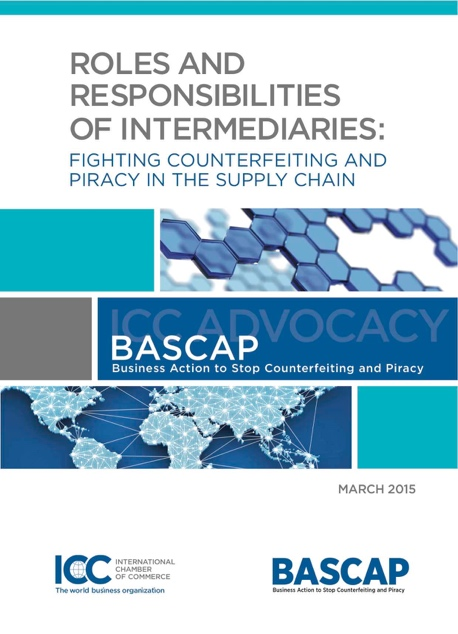 ROLES AND
RESPONSIBILITIES
OF INTERMEDIARIES:
FIGHTING COUNTERFEITING AND
PIRACY IN THE SUPPLY CHAIN
ICC ADVOCACY
BASCAP
Business Action to Stop Counterfeiting and Piracy
MARCH 2015
ICC
INTERNATIONAL
CHAMBER
OF COMMERCE
The world business organization
BASCAP
Business Action to Stop Counterfeiting and Piracy